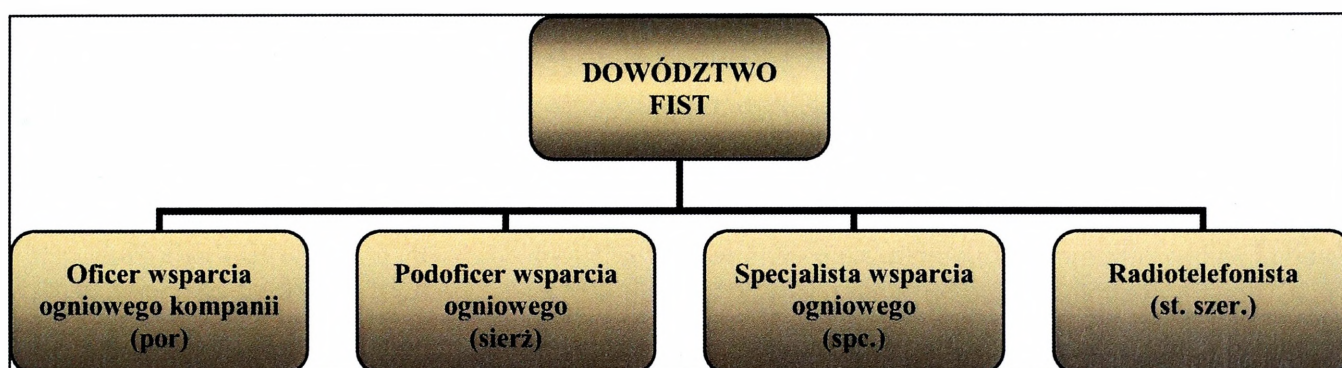 DOWÓDZTWO
FIST
Oficer wsparcia
ogniowego kompanii
(por)
Podoficer wsparcia
ogniowego
(sierż)
Specjalista wsparcia
ogniowego
(spc.)
Radiotelefonista
(st. szer.)